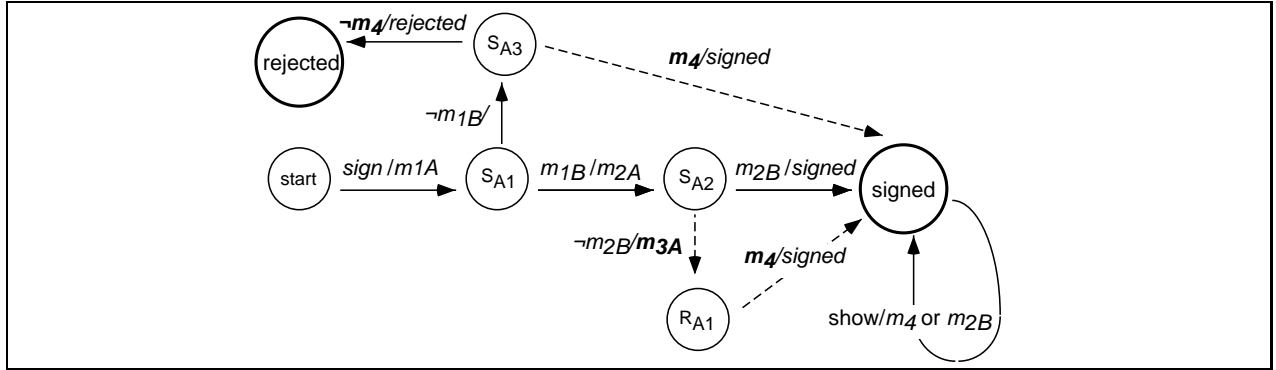 ¬m4/rejected
SA3
rejected
m4/signed
¬m1B/
start
sign/m1A
SA1
m1B/m2A
SA2
m2B/signed
signed
¬m2B/m3A
m4/signed
RA1
show/m4 or m2B